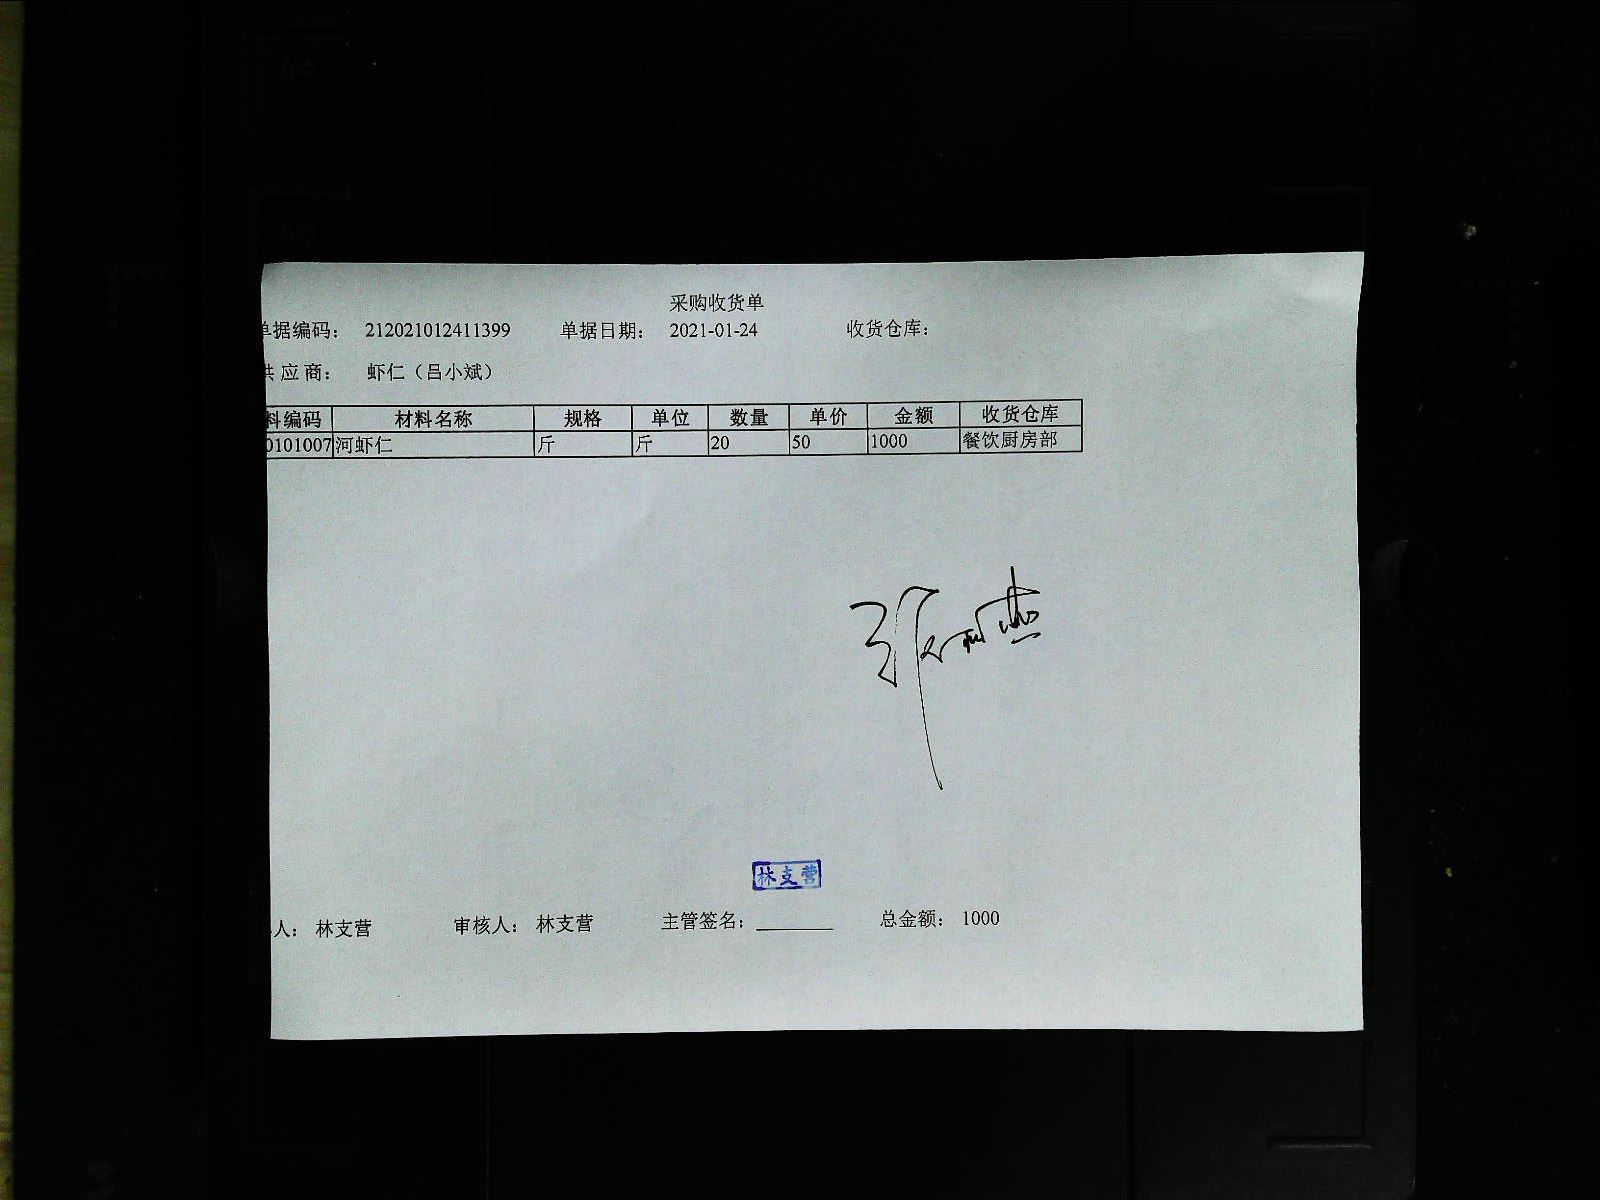 采购收货单
单据编码： 212021012411399 单据日期： 2021-01-24 收货仓库：
供应商： 虾仁（吕小斌）
料编码 材料名称 规格 单位 数量 单价 金额 收货仓库
0101007 河虾仁 斤 斤 20 50 1000 餐饮厨房部
林支营
人： 林支营 审核人： 林支营 主管签名： 总金额： 1000